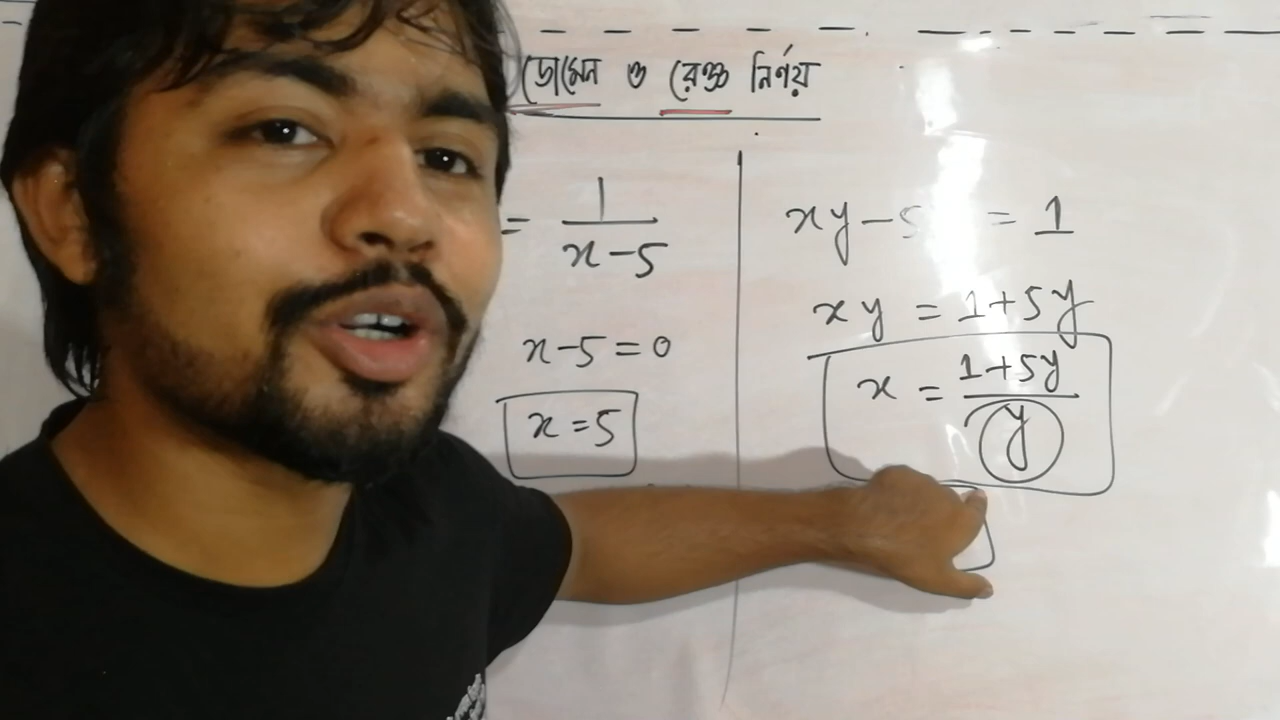 ডোমেন ও রেঞ্জ নির্ণয়
= 1/(x-5)
x-5=0
x=5
xy-5 = 1
xy = 1+5y
x = (1+5y)/y